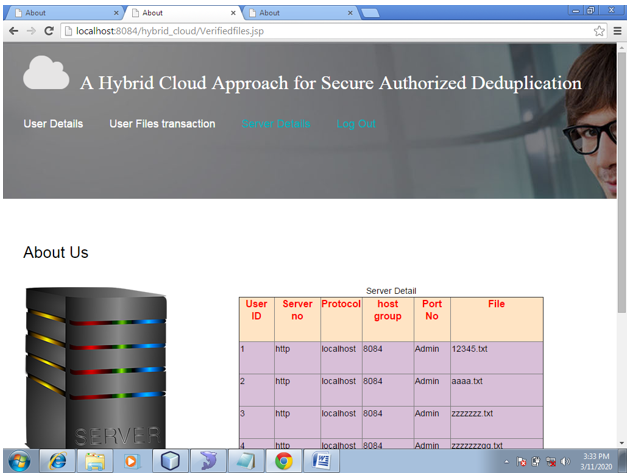 About
About
About
localhost:8084/hybrid_cloud/Verifiedfiles.jsp
A Hybrid Cloud Approach for Secure Authorized Deduplication
User Details User Files transaction Server Details Log Out
About Us
Server Detail
User ID Server no Protocol host group Port No File
1 http localhost 8084 Admin 12345.txt
2 http localhost 8084 Admin aaaa.txt
3 http localhost 8084 Admin zzzzzzz.txt
4 http localhost 8084 Admin
SERVER
3:33 PM
3/11/2020